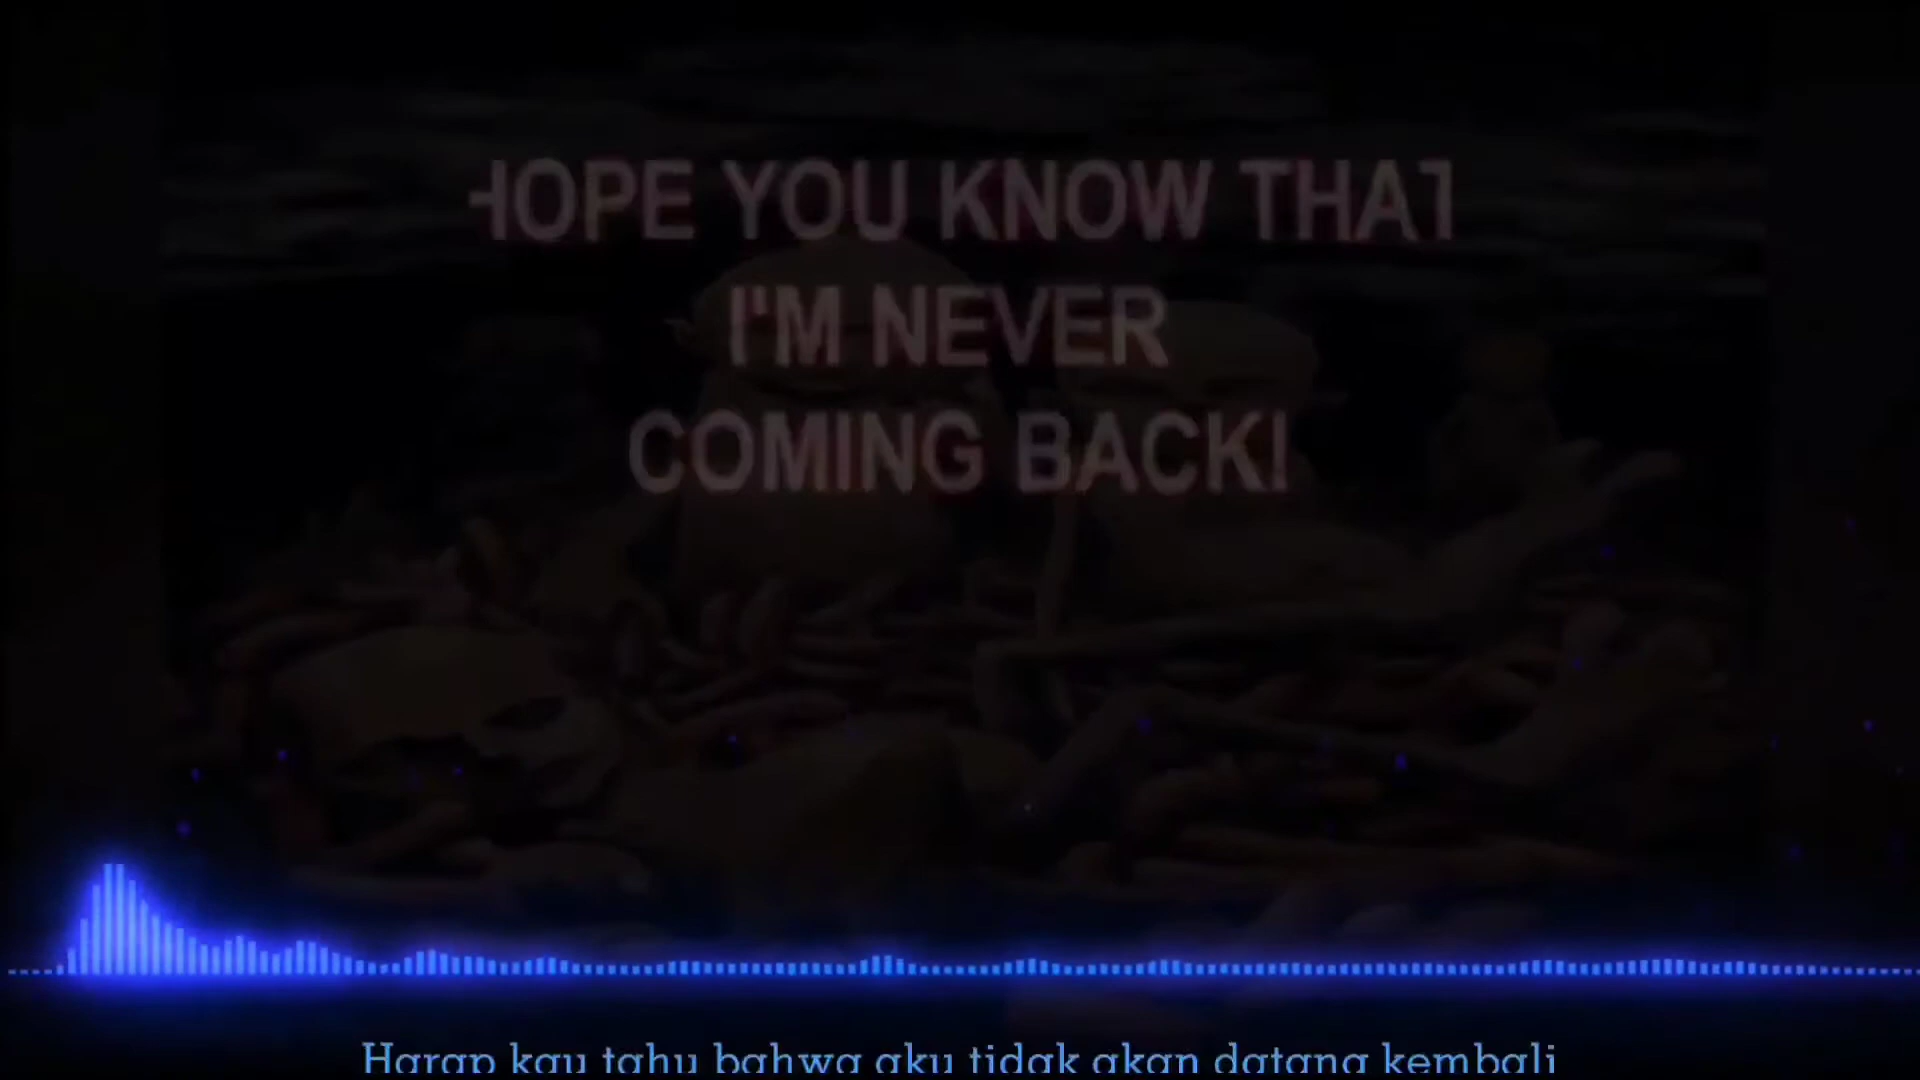 HOPE YOU KNOW THAT
I'M NEVER
COMING BACK!
Harap kau tahu bahwa aku tidak akan datang kembali